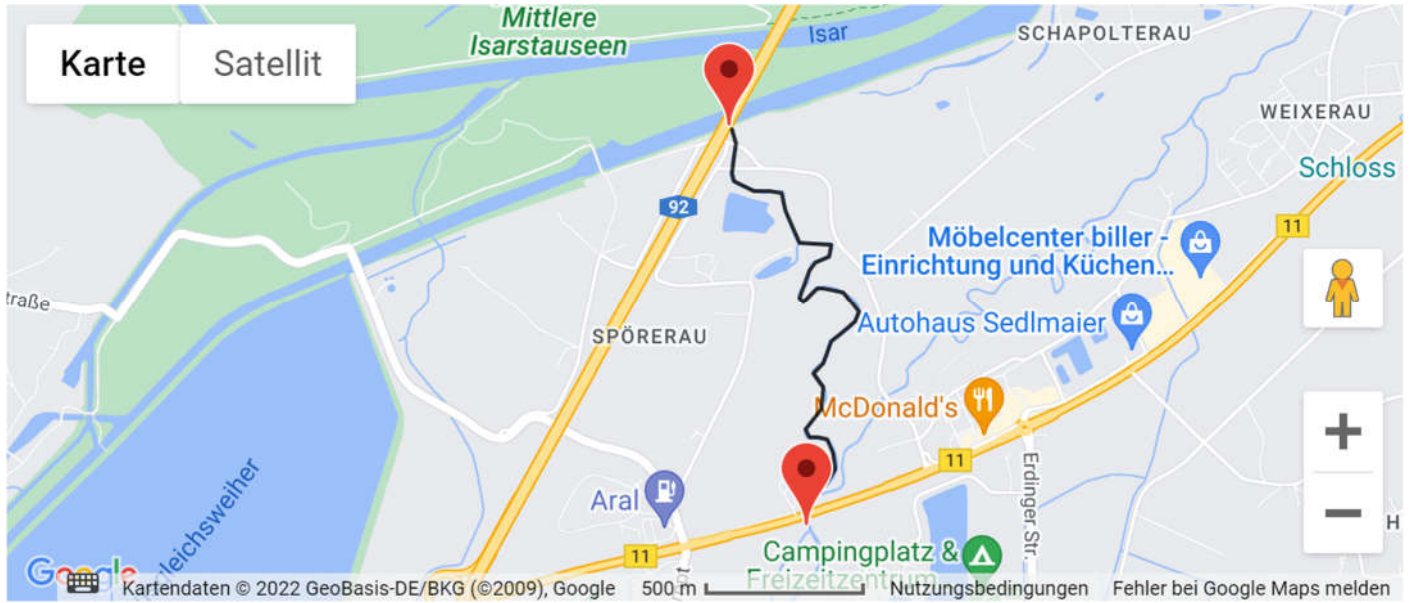 Mittlere
Isarstauseen
Isar
SCHAPOLTERAU
Karte
Satellit
WEIXERAU
Schloss
92
11
Möbelcenter biller -
Einrichtung und Küchen...
traße
SPÖRERAU
Autohaus Sedlmaier
McDonald's
11
Erdinger Str.
Aral
gleichsweiher
11
Campingplatz &
Freizeitzentrum
H
Google
Kartendaten © 2022 GeoBasis-DE/BKG (©2009), Google
500 m
Nutzungsbedingungen
Fehler bei Google Maps melden